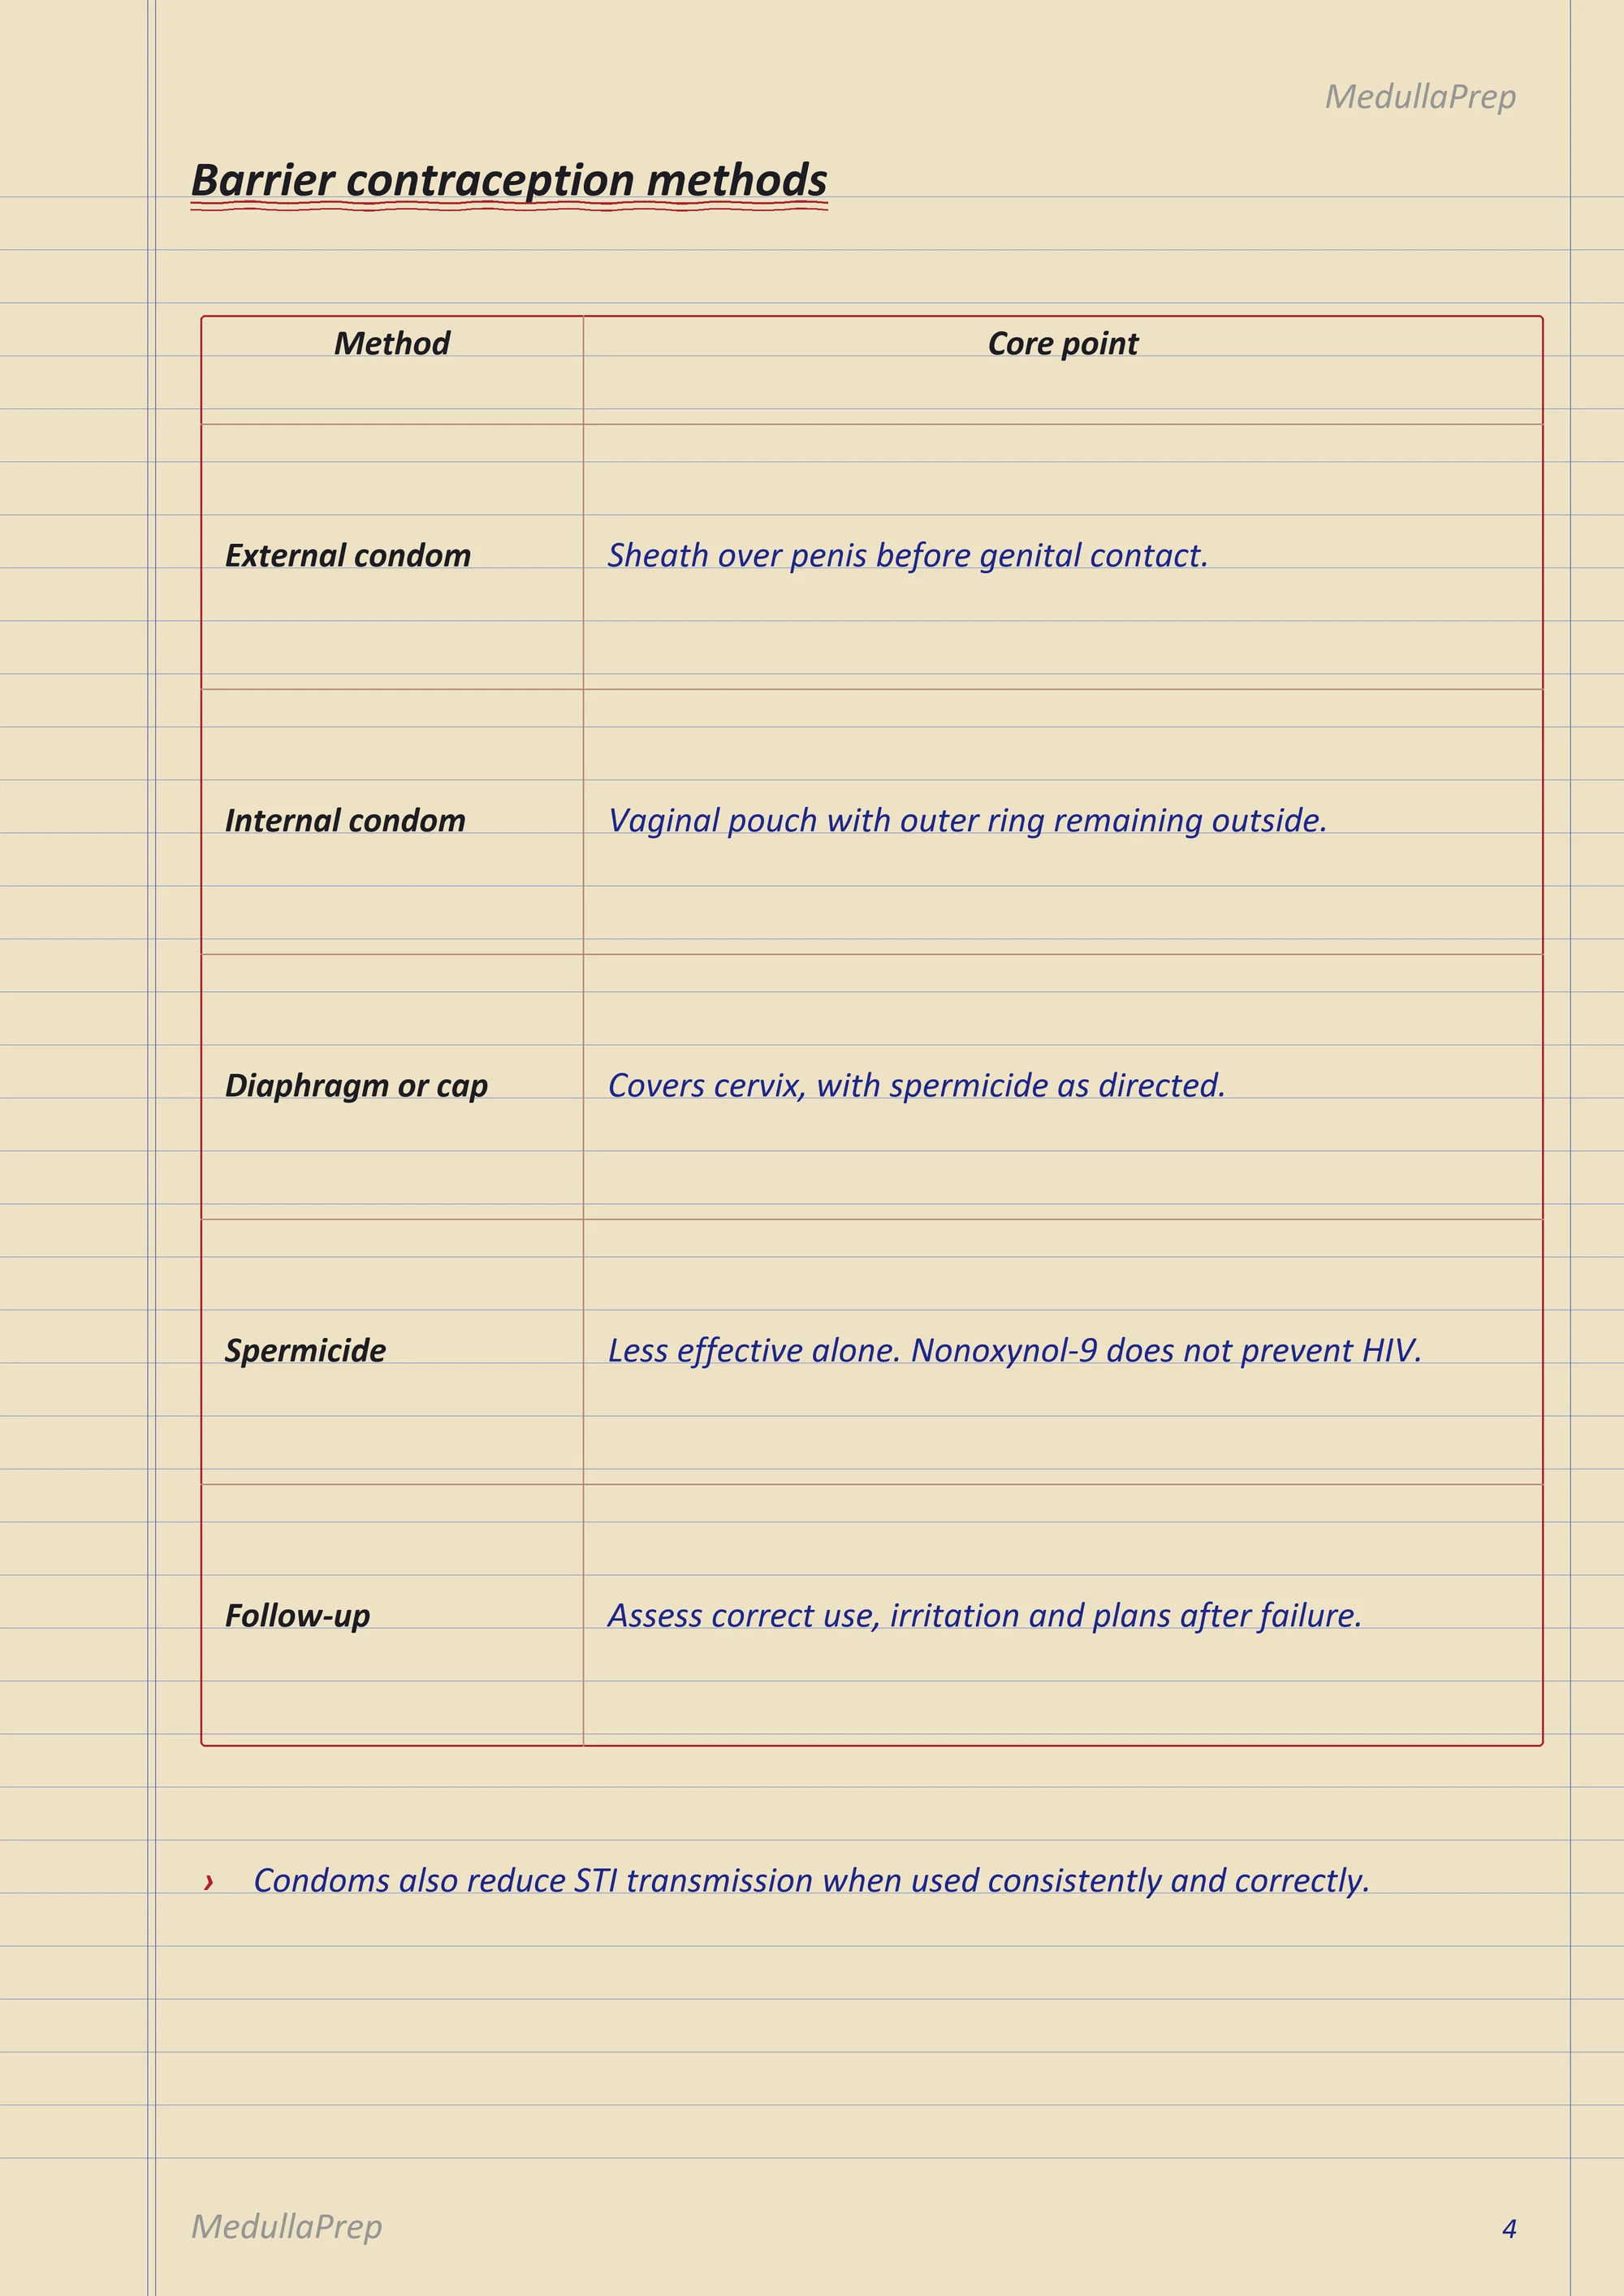 MedullaPrep
Barrier contraception methods
Method Core point
External condom Sheath over penis before genital contact.
Internal condom Vaginal pouch with outer ring remaining outside.
Diaphragm or cap Covers cervix, with spermicide as directed.
Spermicide Less effective alone. Nonoxynol-9 does not prevent HIV.
Follow-up Assess correct use, irritation and plans after failure.
› Condoms also reduce STI transmission when used consistently and correctly.
MedullaPrep 4